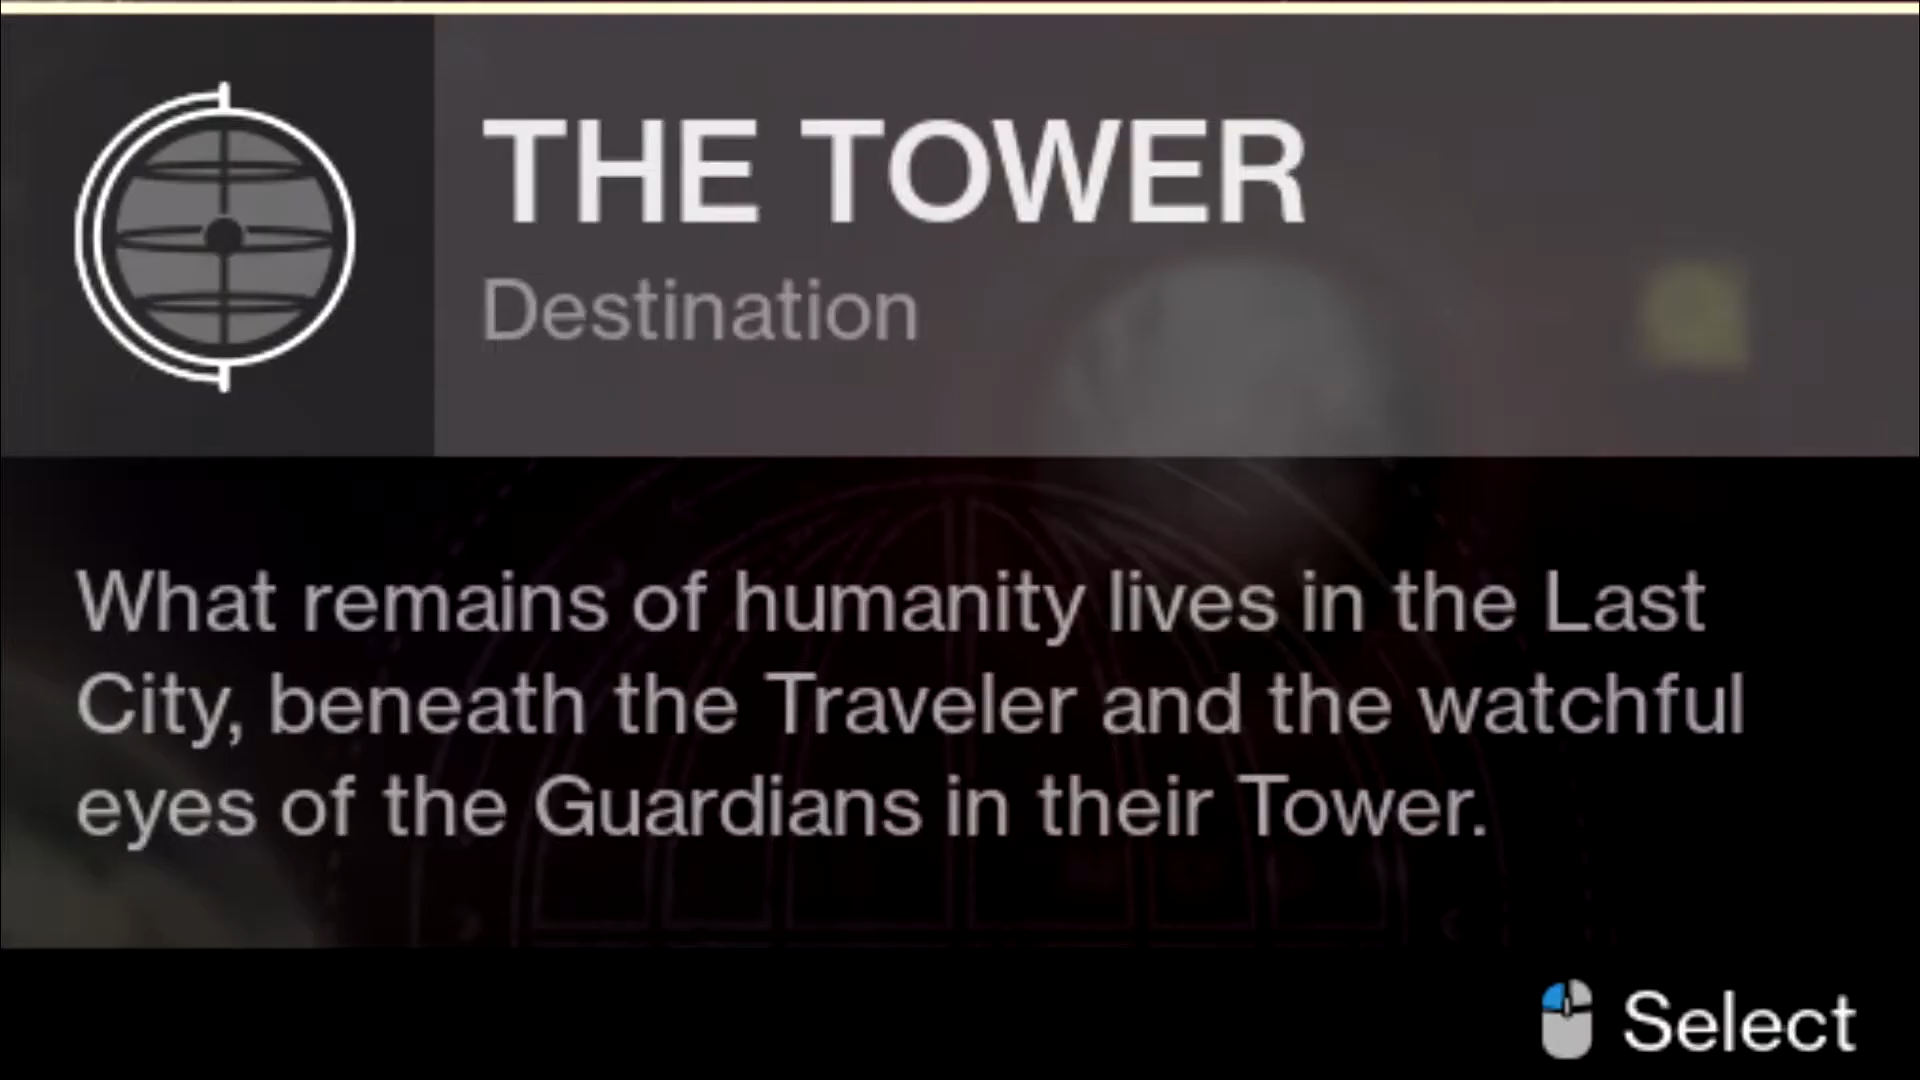 THE TOWER
Destination
What remains of humanity lives in the Last
City, beneath the Traveler and the watchful
eyes of the Guardians in their Tower.
Select